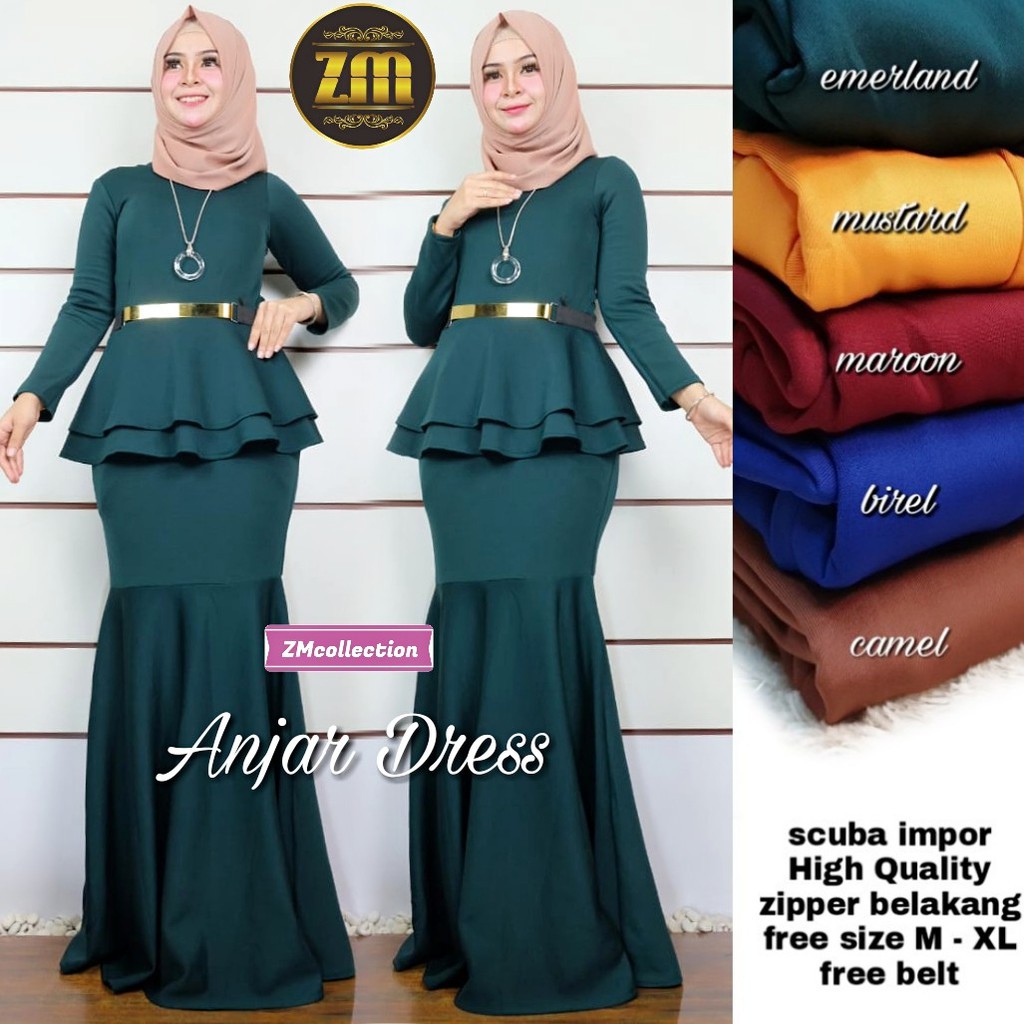 ZM
ZMcollection
Anjar Dress
emerland
mustard
maroon
birel
camel
scuba impor
High Quality
zipper belakang
free size M - XL
free belt